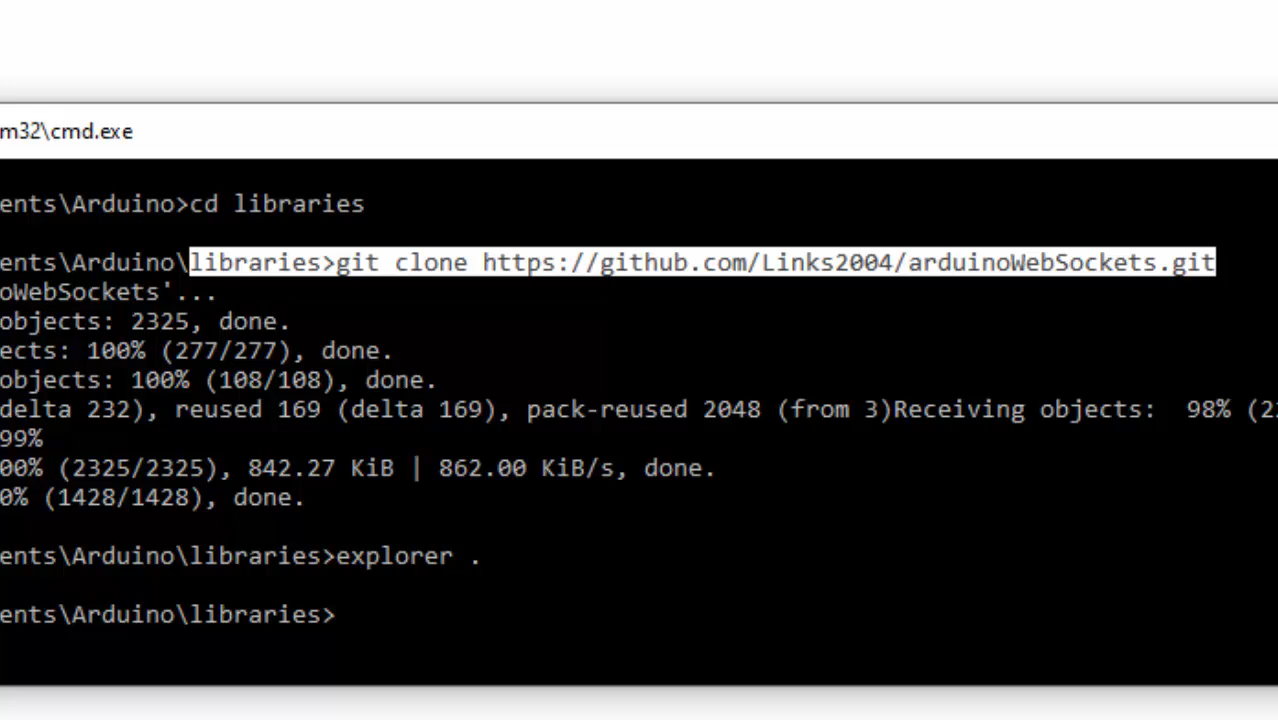 m32\cmd.exe
ents\Arduino>cd libraries
ents\Arduino\libraries>git clone https://github.com/Links2004/arduinoWebSockets.git
oWebSockets'...
objects: 2325, done.
ects: 100% (277/277), done.
objects: 100% (108/108), done.
delta 232), reused 169 (delta 169), pack-reused 2048 (from 3)Receiving objects:  98% (2
99%
00% (2325/2325), 842.27 KiB | 862.00 KiB/s, done.
0% (1428/1428), done.
ents\Arduino\libraries>explorer .
ents\Arduino\libraries>